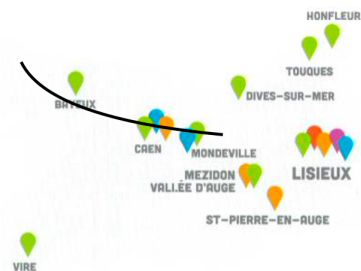 HONFLEUR
TOUQUES
BAYEUX
DIVES-SUR-MER
CAEN
MONDEVILLE
LISIEUX
MEZIDON
VALLÉE D'AUGE
ST-PIERRE-EN-AUGE
VIRE